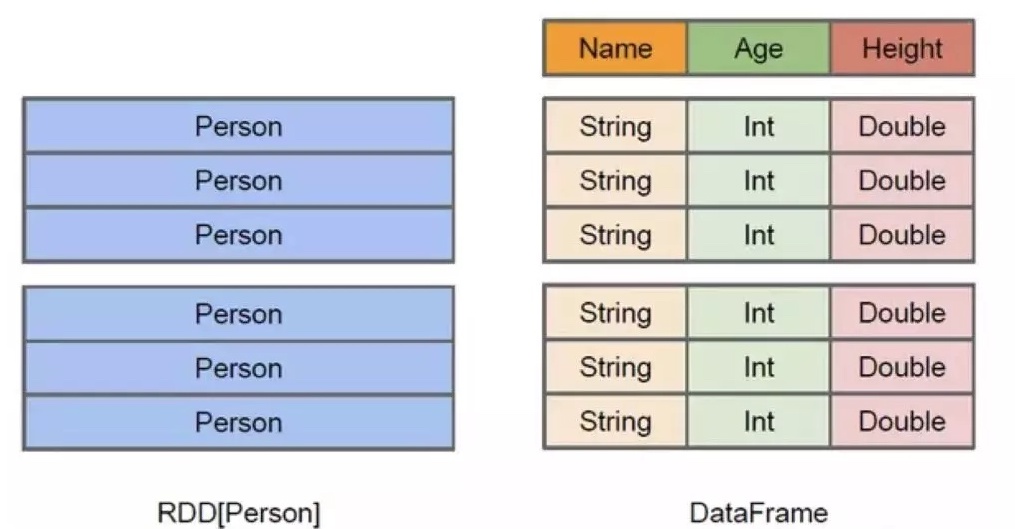 Name Age Height
Person
Person
Person
String Int Double
String Int Double
String Int Double
Person
Person
Person
String Int Double
String Int Double
String Int Double
RDD[Person]
DataFrame